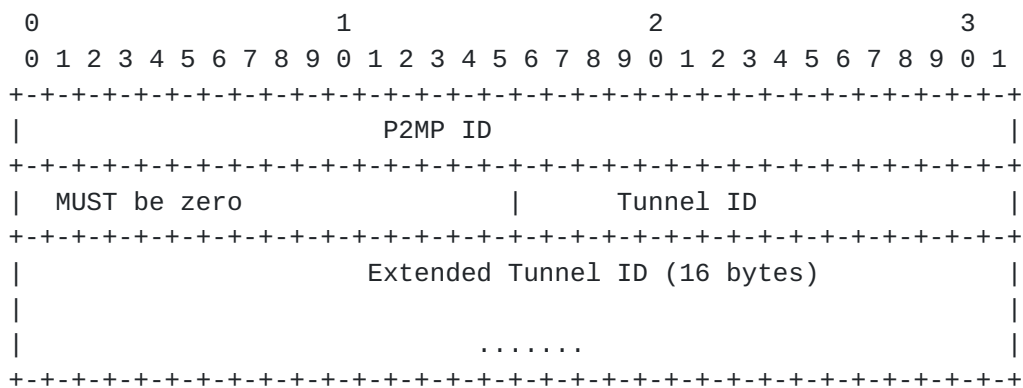 0                   1                   2                   3
 0 1 2 3 4 5 6 7 8 9 0 1 2 3 4 5 6 7 8 9 0 1 2 3 4 5 6 7 8 9 0 1
+-+-+-+-+-+-+-+-+-+-+-+-+-+-+-+-+-+-+-+-+-+-+-+-+-+-+-+-+-+-+-+-+
|                       P2MP ID                                 |
+-+-+-+-+-+-+-+-+-+-+-+-+-+-+-+-+-+-+-+-+-+-+-+-+-+-+-+-+-+-+-+-+
|  MUST be zero                 |      Tunnel ID                |
+-+-+-+-+-+-+-+-+-+-+-+-+-+-+-+-+-+-+-+-+-+-+-+-+-+-+-+-+-+-+-+-+
|                      Extended Tunnel ID (16 bytes)            |
|                                                               |
|                             .......                           |
+-+-+-+-+-+-+-+-+-+-+-+-+-+-+-+-+-+-+-+-+-+-+-+-+-+-+-+-+-+-+-+-+